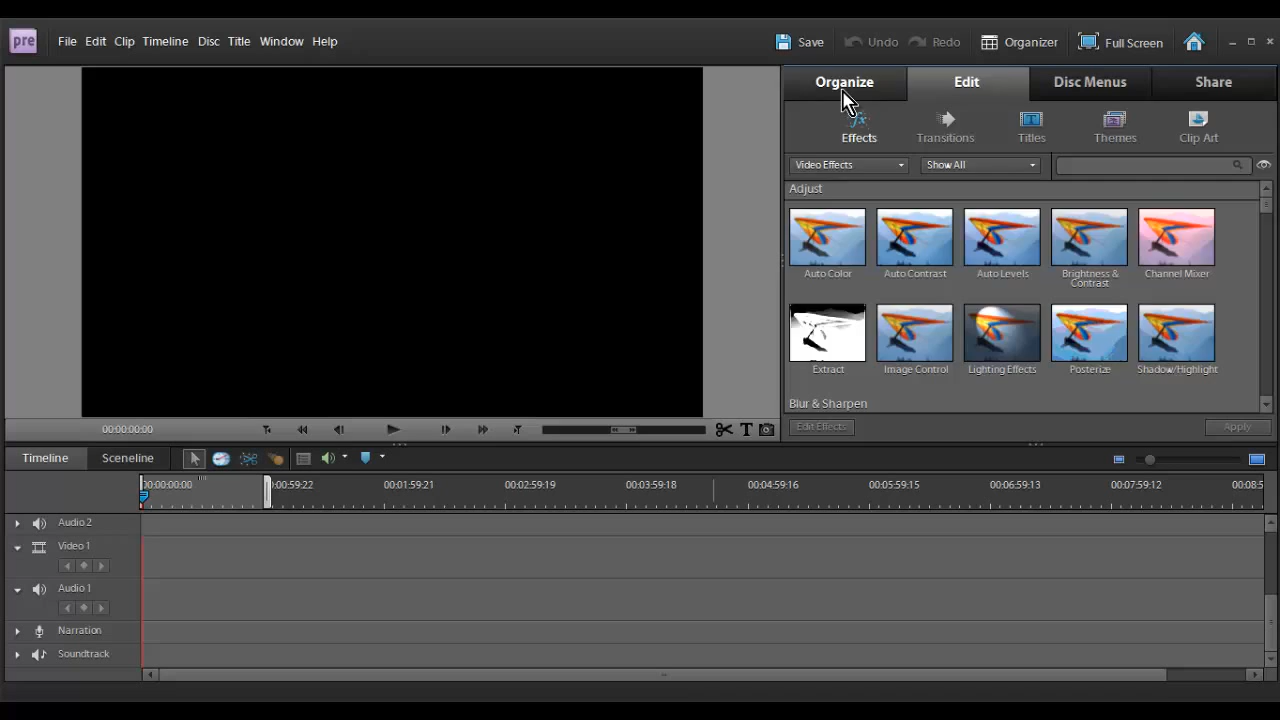 pre File Edit Clip Timeline Disc Title Window Help Save Undo Redo Organizer Full Screen
Organize Edit Disc Menus Share
Effects Transitions Titles Themes Clip Art
Video Effects Show All
Adjust
Auto Color Auto Contrast Auto Levels Brightness & Contrast Channel Mixer
Extract Image Control Lighting Effects Posterize Shadow/Highlight
Blur & Sharpen
Edit Effects Apply
00:00:00:00
Timeline Sceneline
00:00:00:00 00:00:59:22 00:01:59:21 00:02:59:19 00:03:59:18 00:04:59:16 00:05:59:15 00:06:59:13 00:07:59:12 00:08:5
Audio 2
Video 1
Audio 1
Narration
Soundtrack